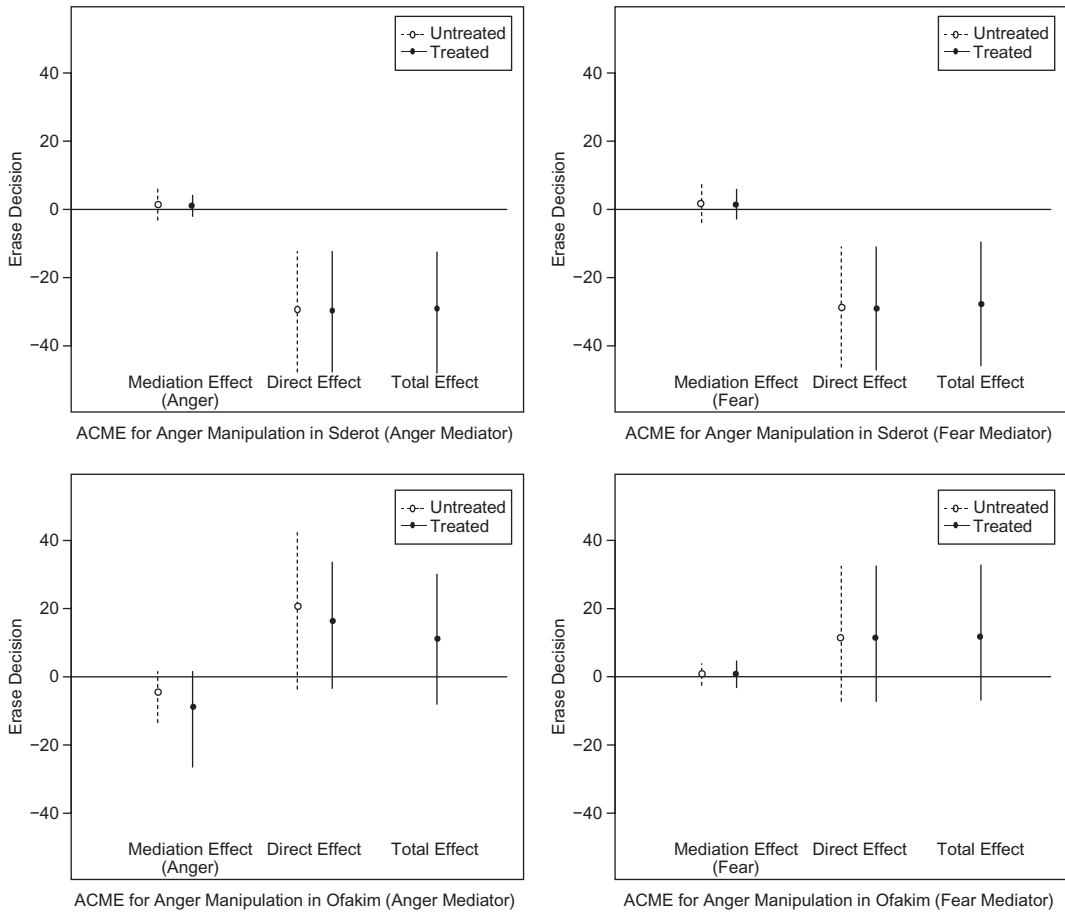 Untreated
Treated
40
20
0
−20
−40
Erase Decision
Mediation Effect
(Anger)
Direct Effect
Total Effect
ACME for Anger Manipulation in Sderot (Anger Mediator)
Untreated
Treated
40
20
0
−20
−40
Erase Decision
Mediation Effect
(Fear)
Direct Effect
Total Effect
ACME for Anger Manipulation in Sderot (Fear Mediator)
Untreated
Treated
40
20
0
−20
−40
Erase Decision
Mediation Effect
(Anger)
Direct Effect
Total Effect
ACME for Anger Manipulation in Ofakim (Anger Mediator)
Untreated
Treated
40
20
0
−20
−40
Erase Decision
Mediation Effect
(Fear)
Direct Effect
Total Effect
ACME for Anger Manipulation in Ofakim (Fear Mediator)